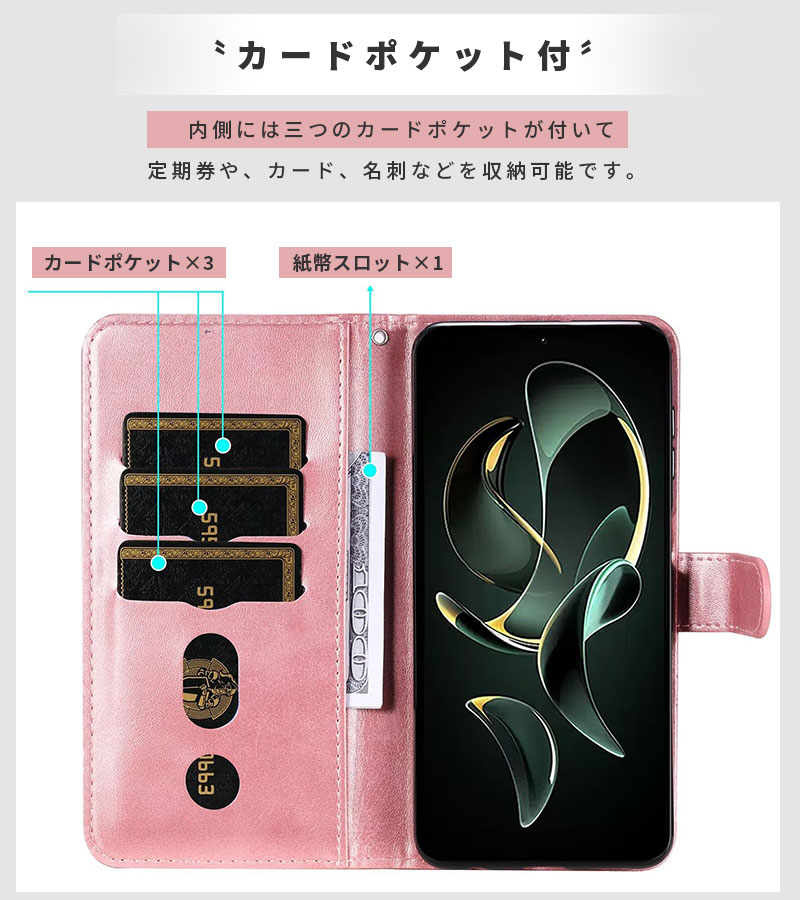 〝カードポケット付〞
内側には三つのカードポケットが付いて
定期券や、カード、名刺などを収納可能です。
カードポケット×3
紙幣スロット×1